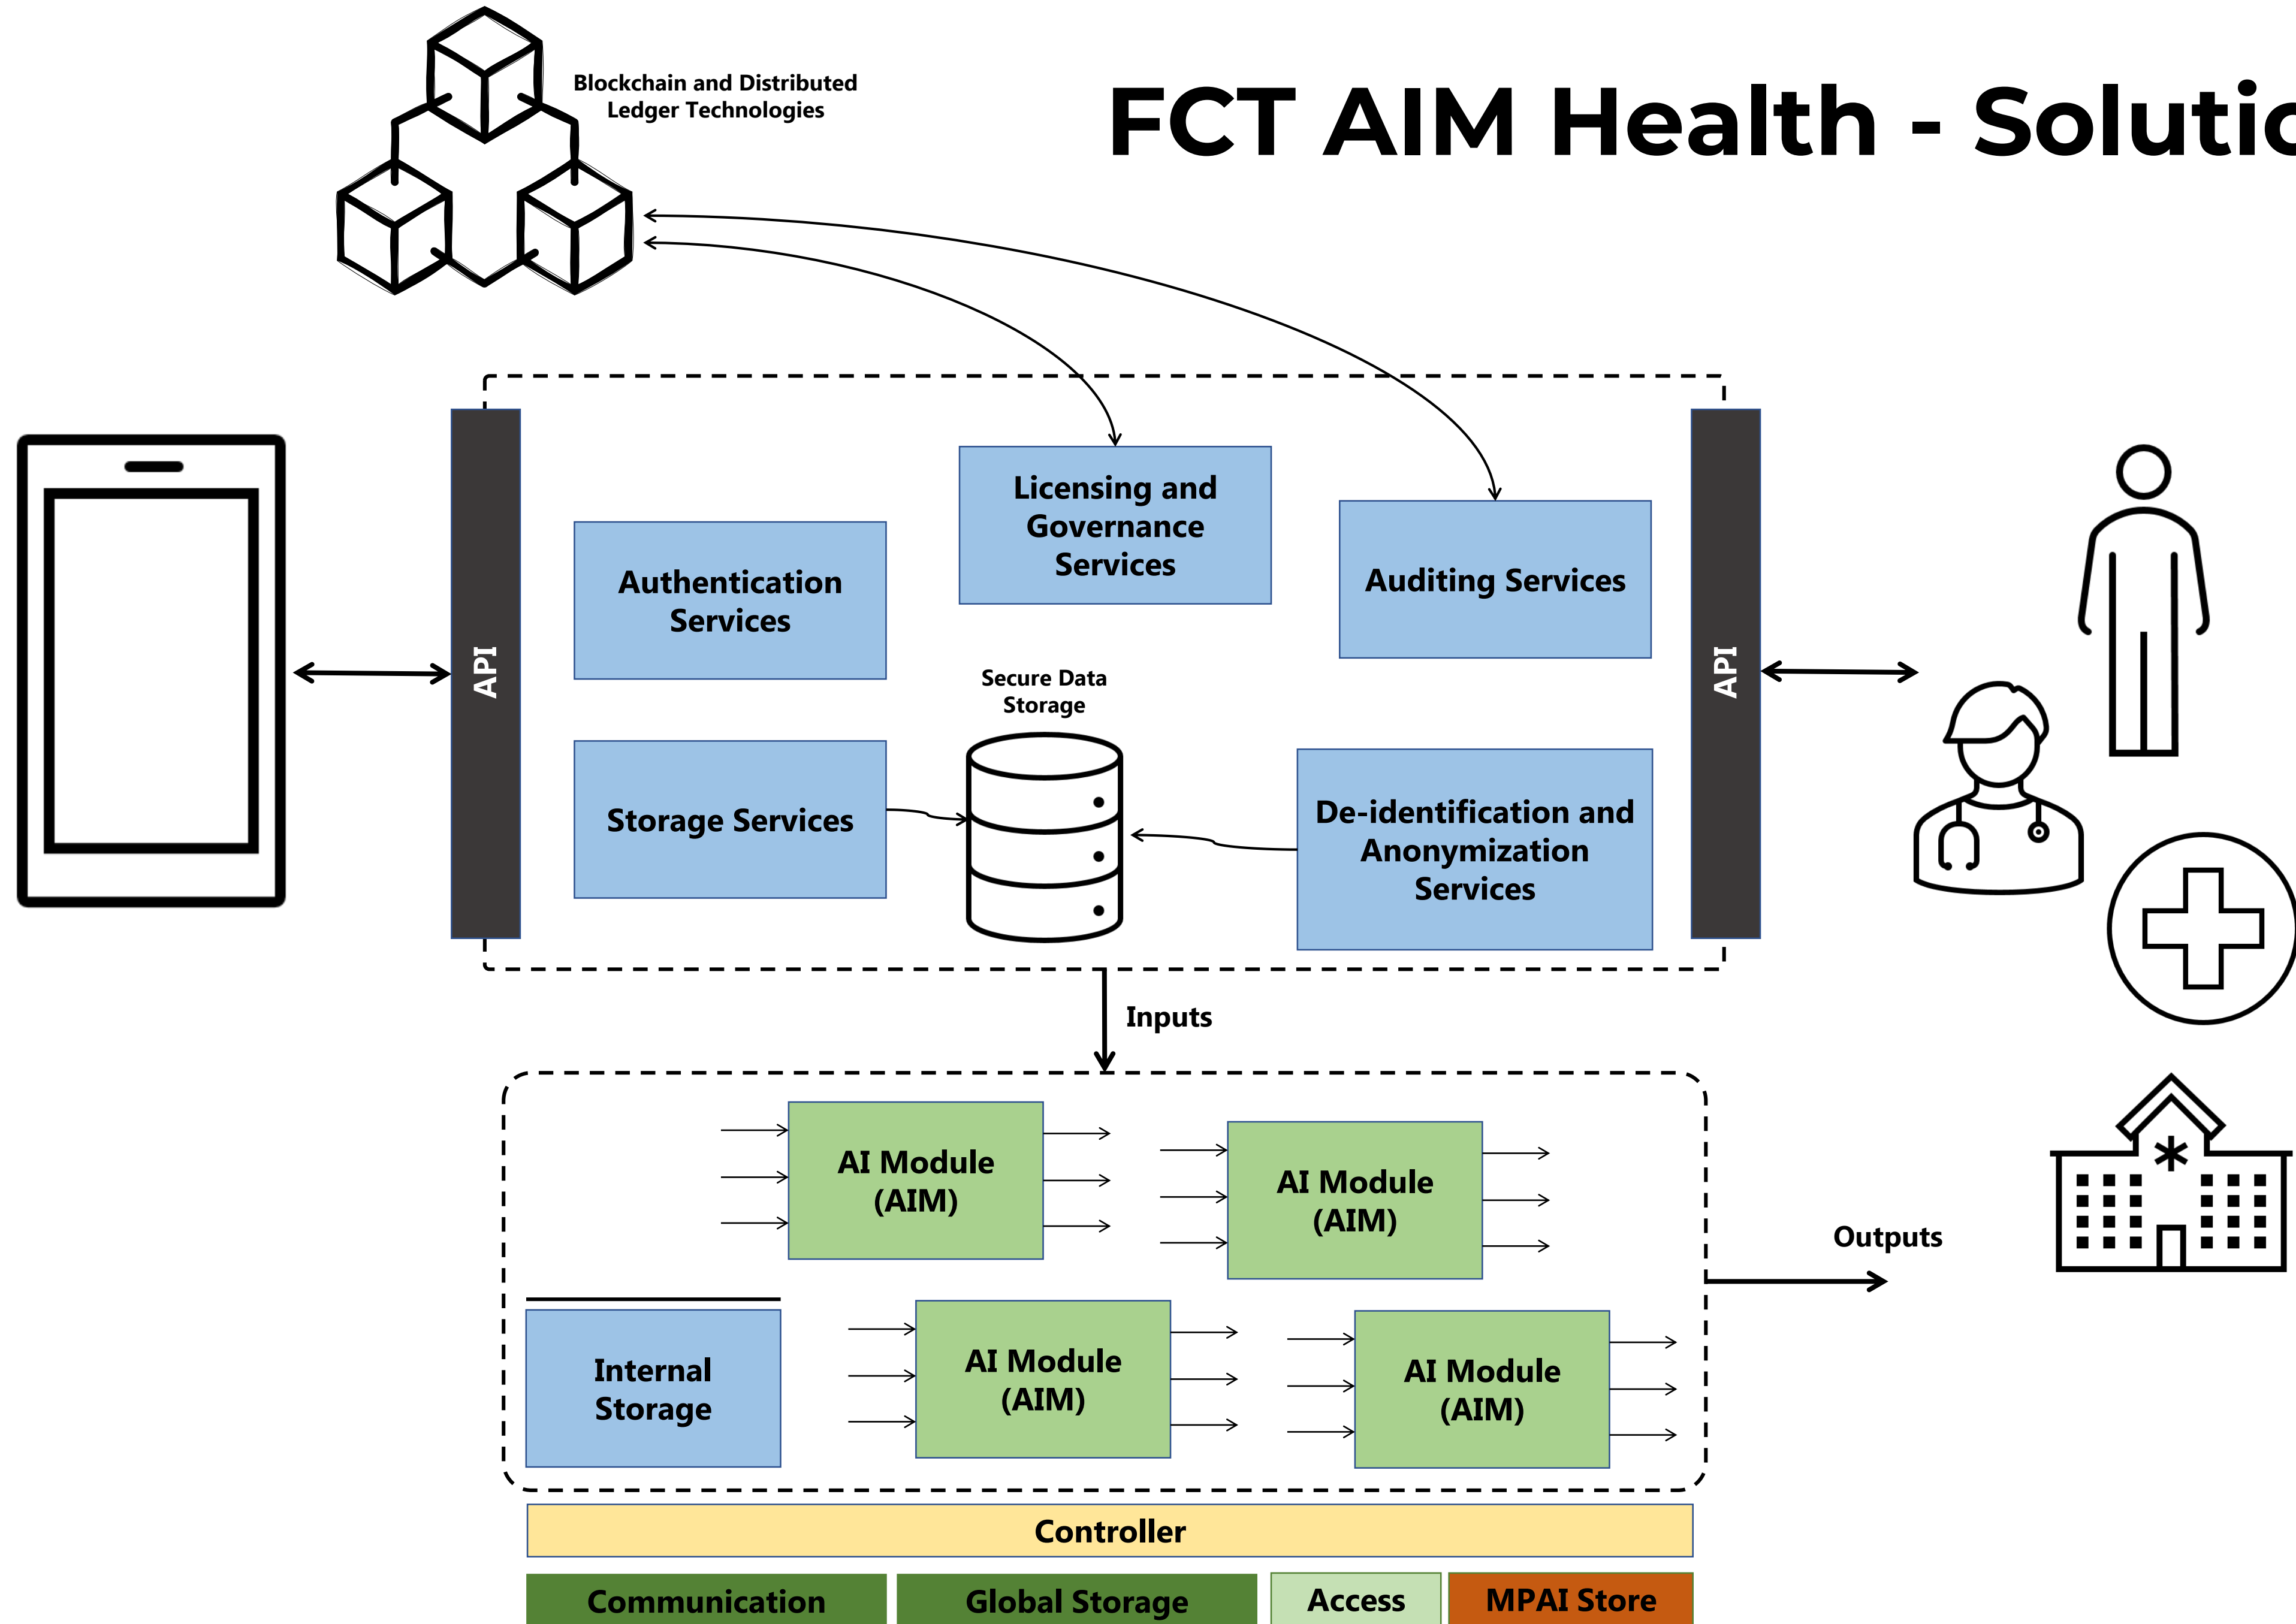 Blockchain and Distributed
Ledger Technologies
FCT AIM Health - Solutio
Licensing and
Governance
Services
Authentication
Services
Auditing Services
API
API
Secure Data
Storage
Storage Services
De-identification and
Anonymization
Services
Inputs
AI Module
(AIM)
AI Module
(AIM)
Outputs
Internal
Storage
AI Module
(AIM)
AI Module
(AIM)
Controller
Communication
Global Storage
Access
MPAI Store